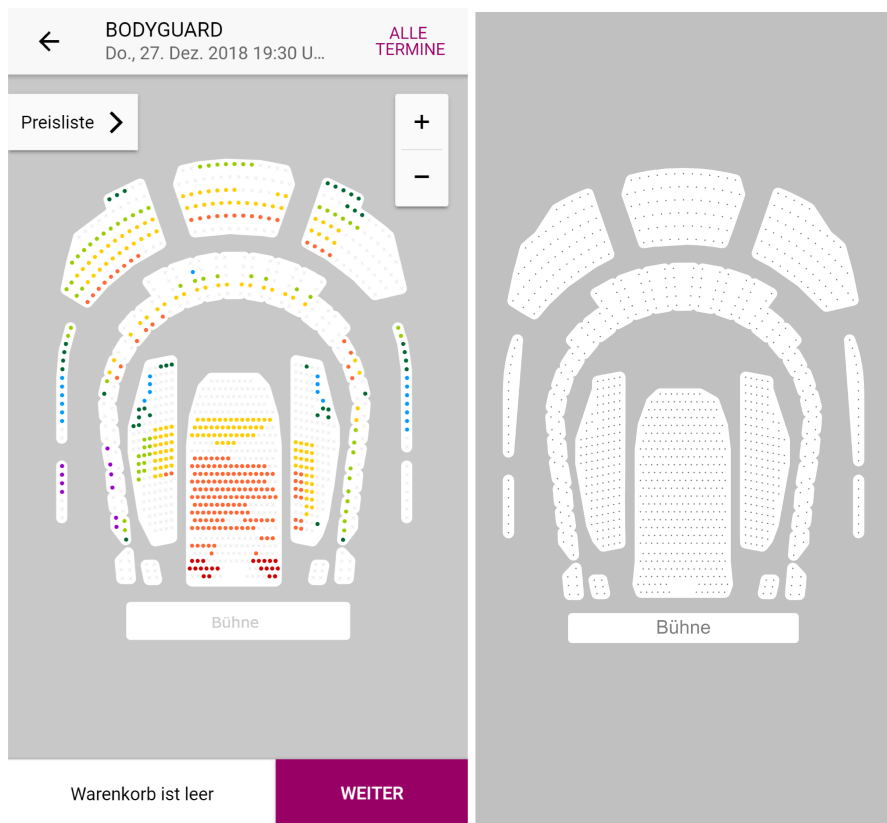 BODYGUARD
Do., 27. Dez. 2018 19:30 U...
ALLE
TERMINE
Preisliste
+
−
Bühne
Warenkorb ist leer
WEITER
Bühne